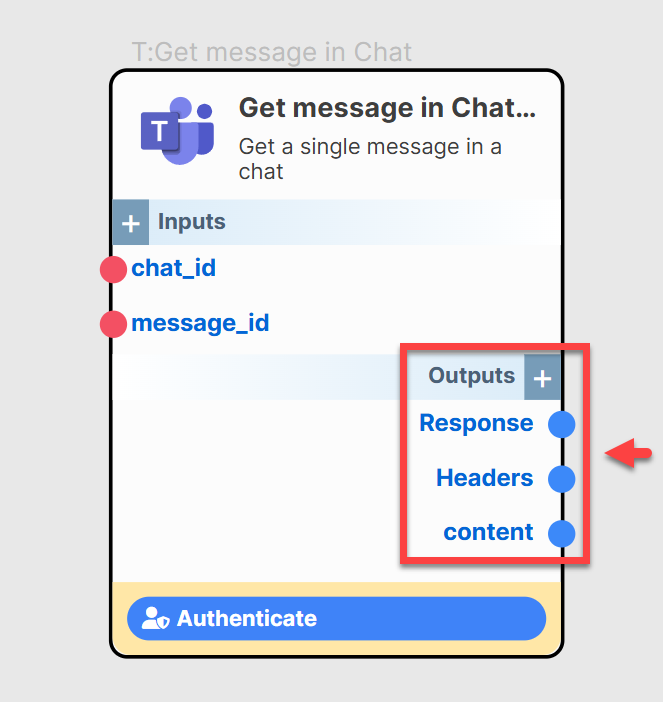 T:Get message in Chat
T
Get message in Chat...
Get a single message in a
chat
+ Inputs
chat_id
message_id
Outputs +
Response
Headers
content
Authenticate